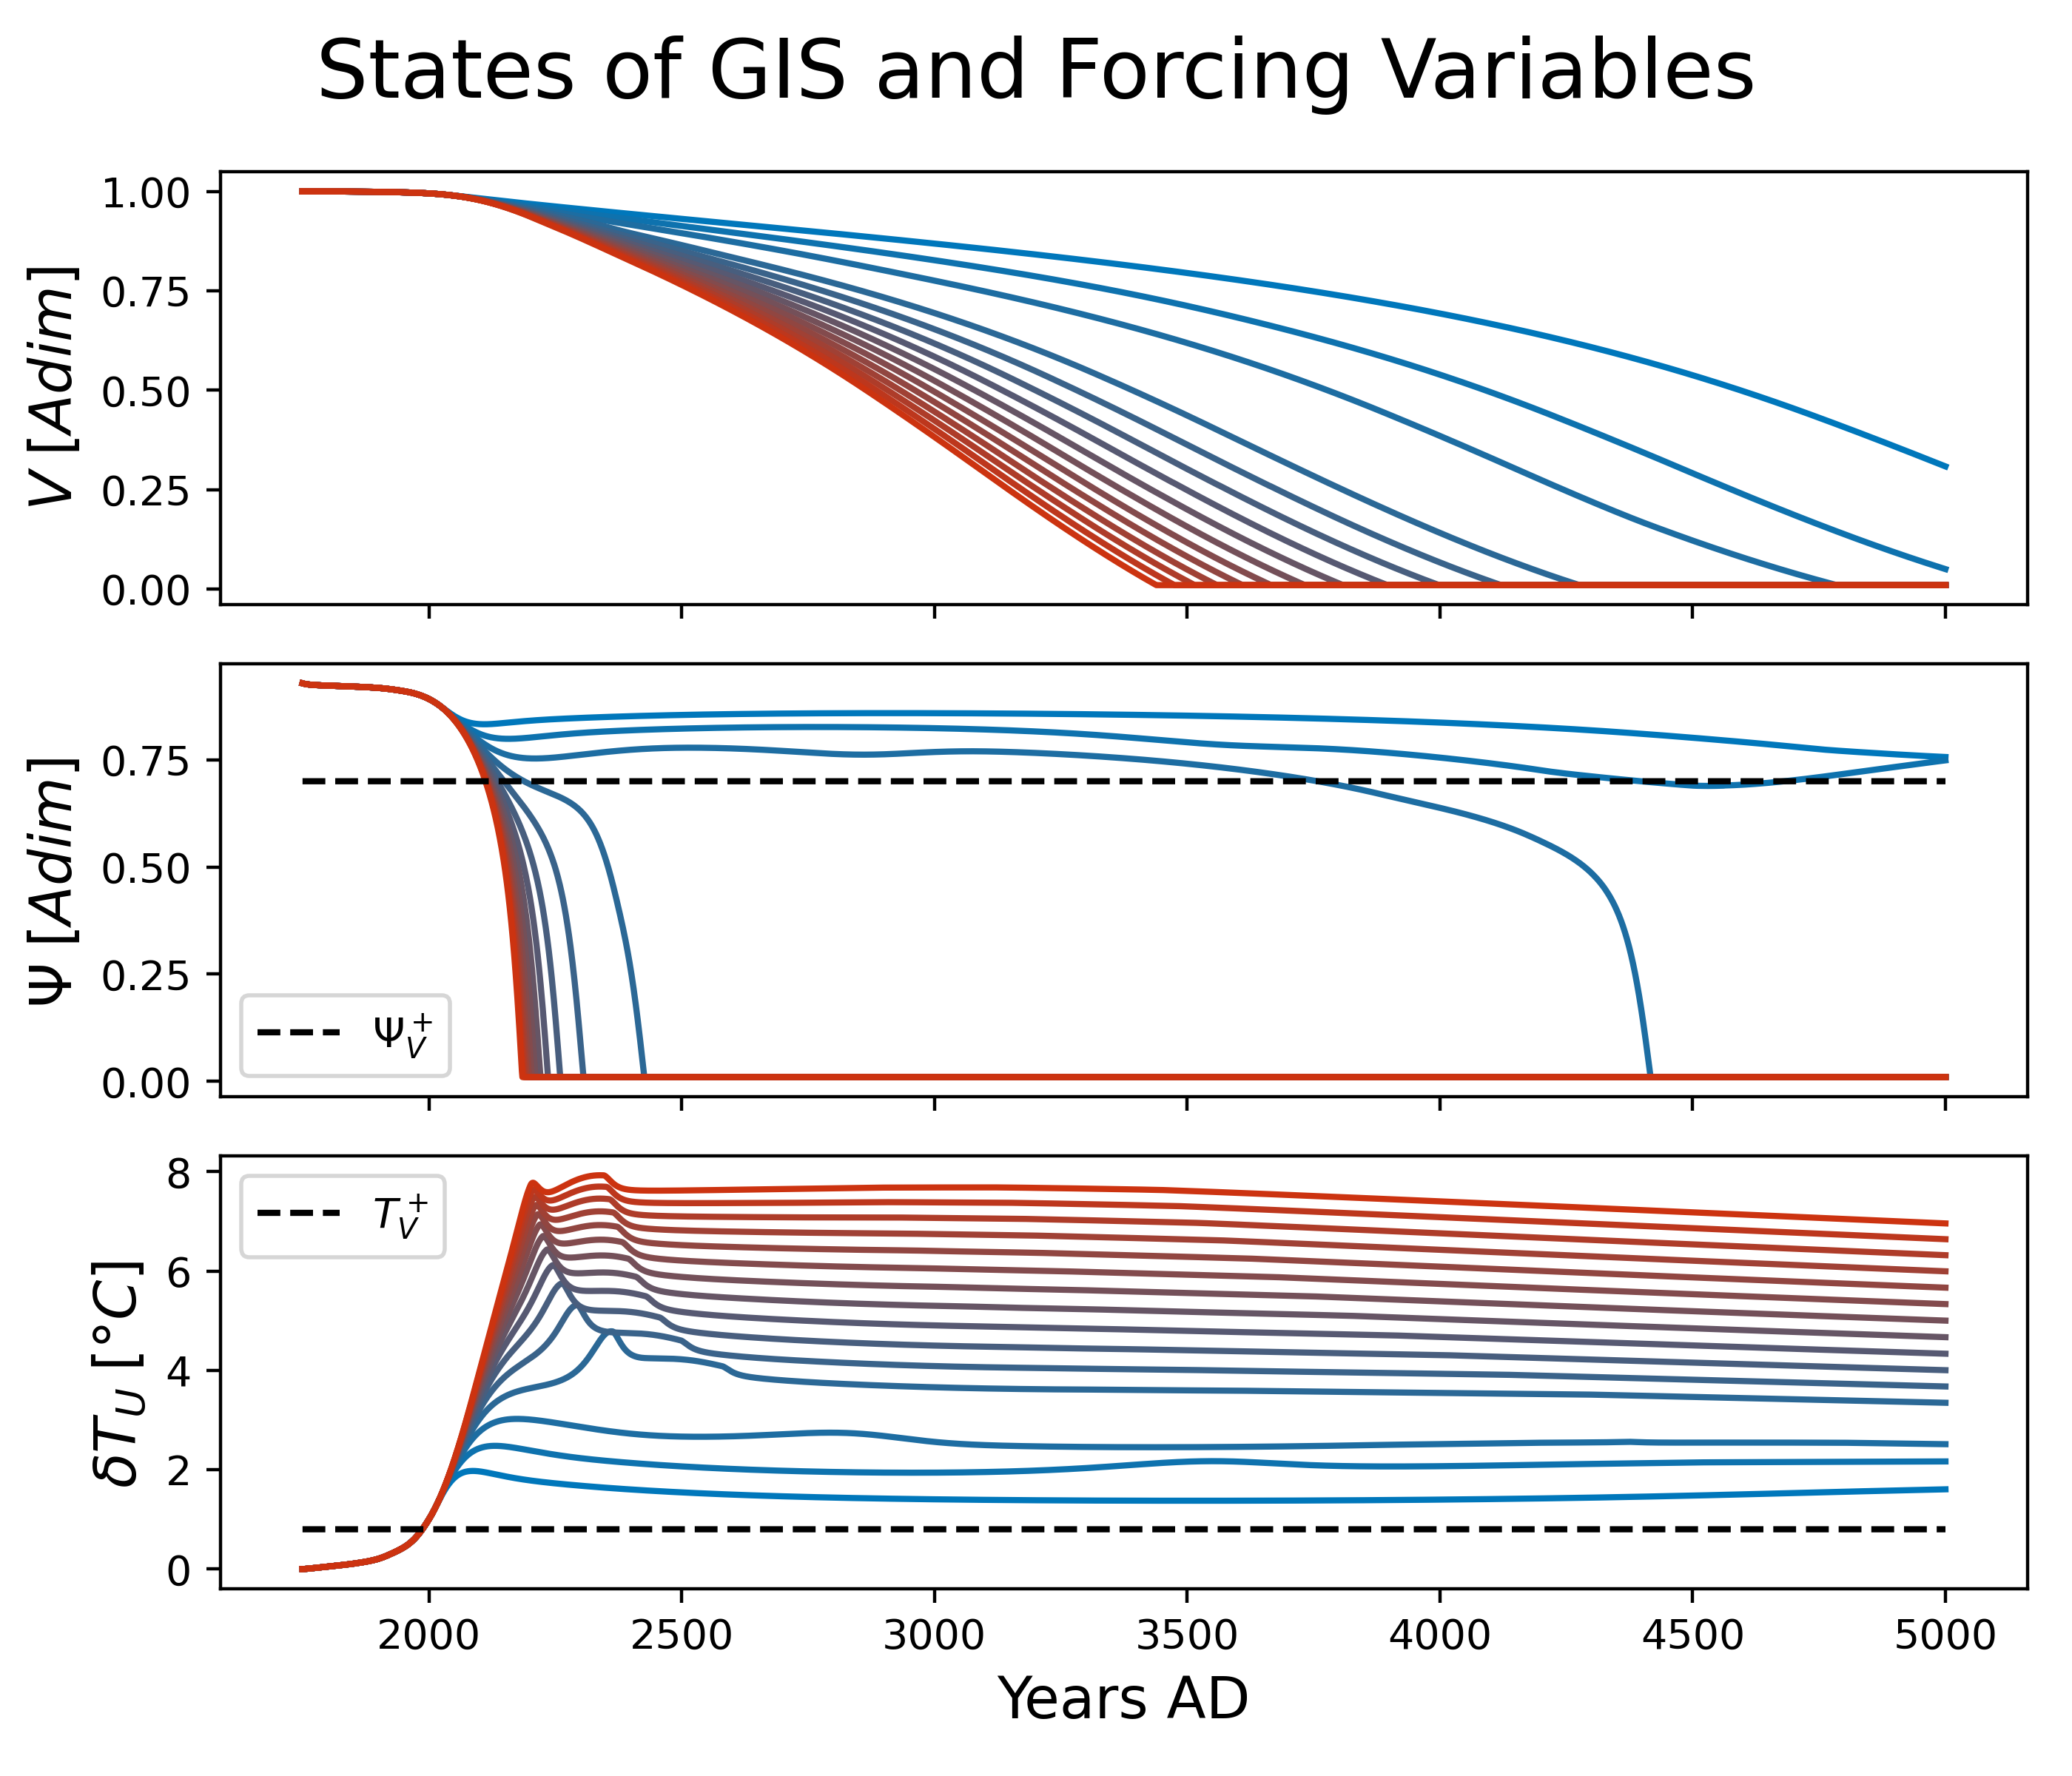 States of GIS and Forcing Variables
1.00
0.75
0.50
0.25
0.00
V [Adim]
0.75
0.50
0.25
0.00
Ψ [Adim]
Ψ_V^+
8
6
4
2
0
δT_U [°C]
T_V^+
2000 2500 3000 3500 4000 4500 5000
Years AD